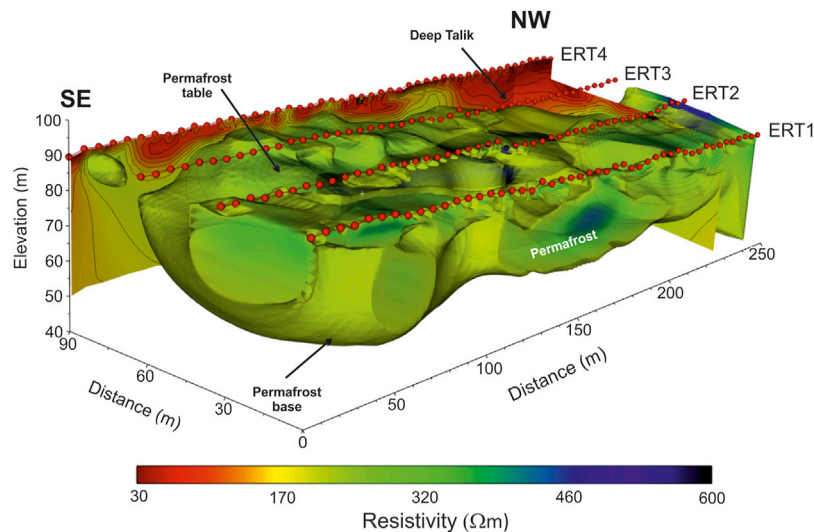 NW
Deep Talik
ERT4
ERT3
ERT2
ERT1
Permafrost
table
SE
100
90
80
70
60
50
40
Elevation (m)
Permafrost
90
60
30
0
Distance (m)
50
100
150
200
250
Distance (m)
Permafrost
base
30
170
320
460
600
Resistivity (Ωm)